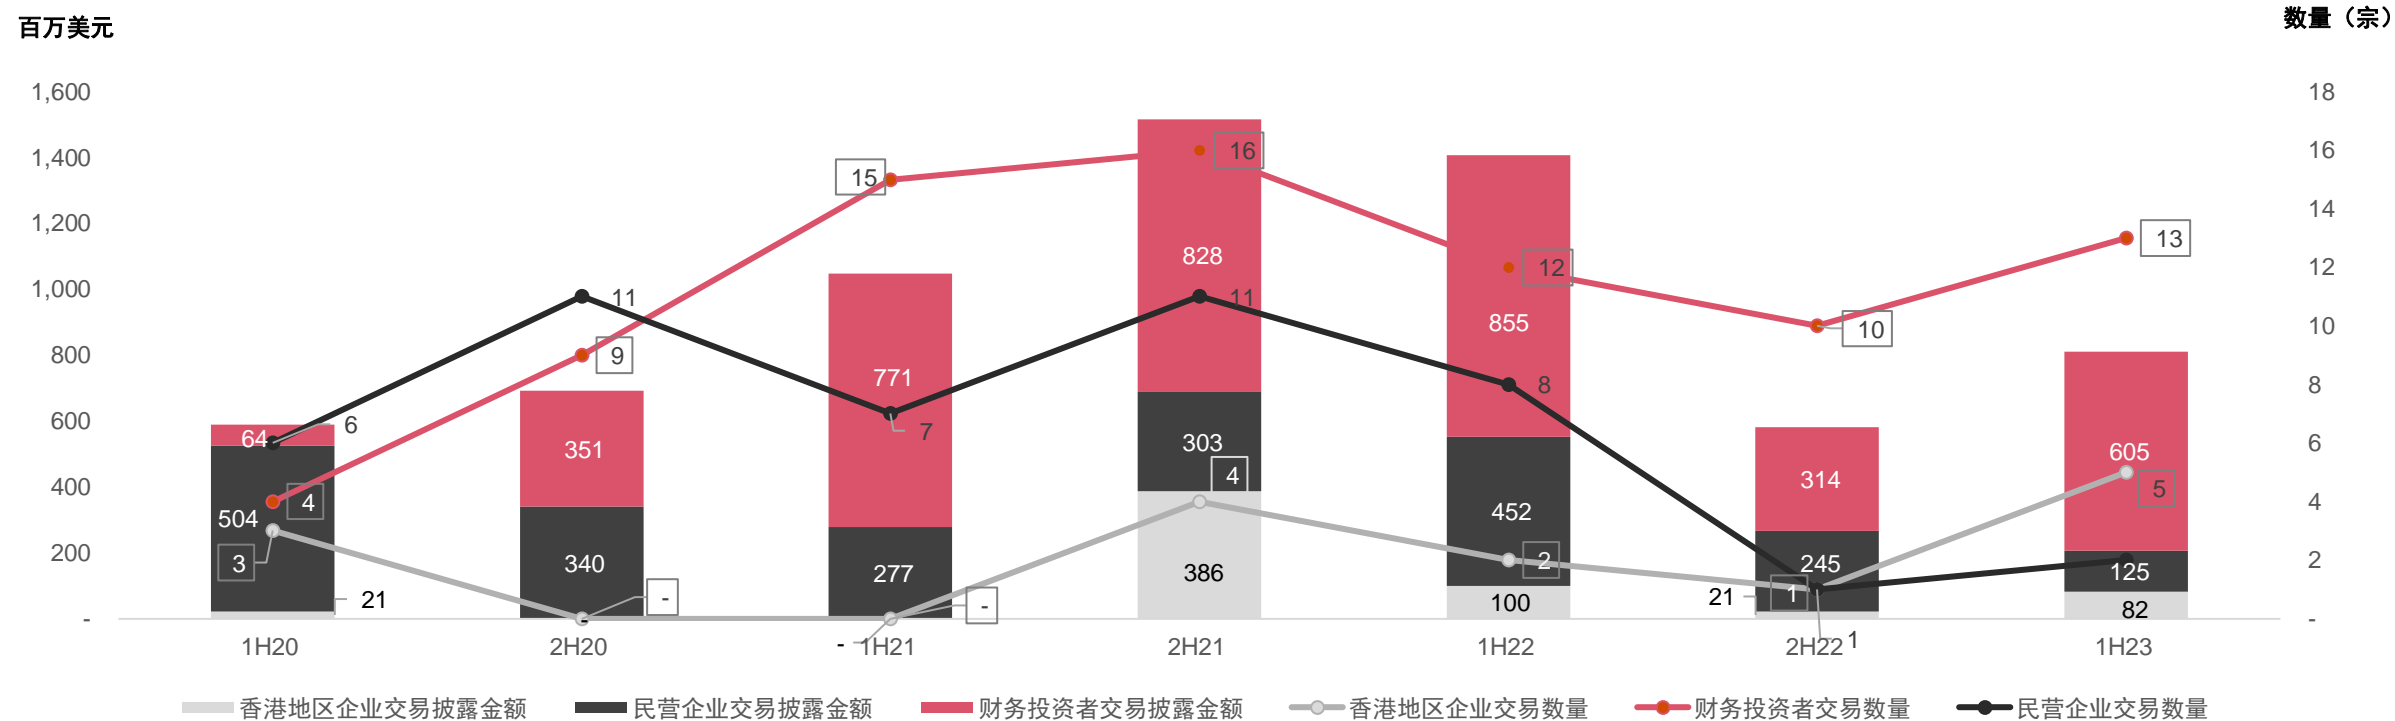 百万美元 数量（宗）
1,600 18
1,400 16 15 16
1,200 14 13
828
1,000 12 12
11 11
855 10 10
800 9 8
771 8
600 6
64 7 6
351 303 605
400 4 4 314 5 4
504 452
200 3 340 277 386 2 245 2
125
21 - - 100 21 1 82
- - - 1 -
1H20 2H20 1H21 2H21 1H22 2H22 1H23
香港地区企业交易披露金额 民营企业交易披露金额 财务投资者交易披露金额 香港地区企业交易数量 财务投资者交易数量 民营企业交易数量